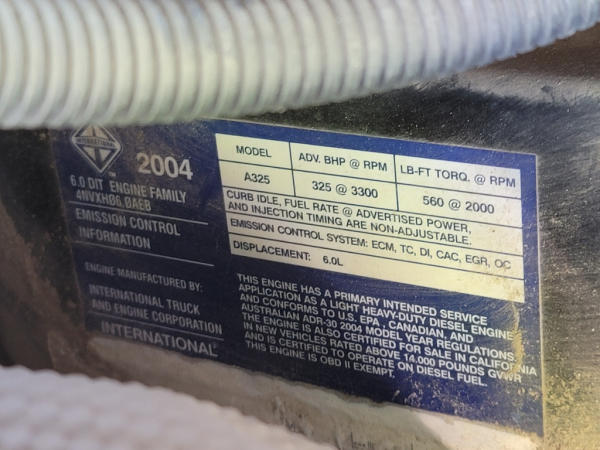 INTERNATIONAL
2004
6.0 DIT ENGINE FAMILY
4NVXH06.0AEB
EMISSION CONTROL
INFORMATION
ENGINE MANUFACTURED BY:
INTERNATIONAL TRUCK
AND ENGINE CORPORATION
INTERNATIONAL®
MODEL ADV. BHP @ RPM LB-FT TORQ. @ RPM
A325 325 @ 3300 560 @ 2000
CURB IDLE, FUEL RATE @ ADVERTISED POWER,
AND INJECTION TIMING ARE NON-ADJUSTABLE.
EMISSION CONTROL SYSTEM: ECM, TC, DI, CAC, EGR, OC
DISPLACEMENT: 6.0L
THIS ENGINE HAS A PRIMARY INTENDED SERVICE
APPLICATION AS A LIGHT HEAVY-DUTY DIESEL ENGINE
AND CONFORMS TO U.S. EPA , CANADIAN, AND
AUSTRALIAN ADR-30 2004 MODEL YEAR REGULATIONS.
THE ENGINE IS ALSO CERTIFIED FOR SALE IN CALIFORNIA
IN NEW VEHICLES RATED ABOVE 14,000 POUNDS GVWR
AND IS CERTIFIED TO OPERATE ON DIESEL FUEL.
THIS ENGINE IS OBD II EXEMPT.